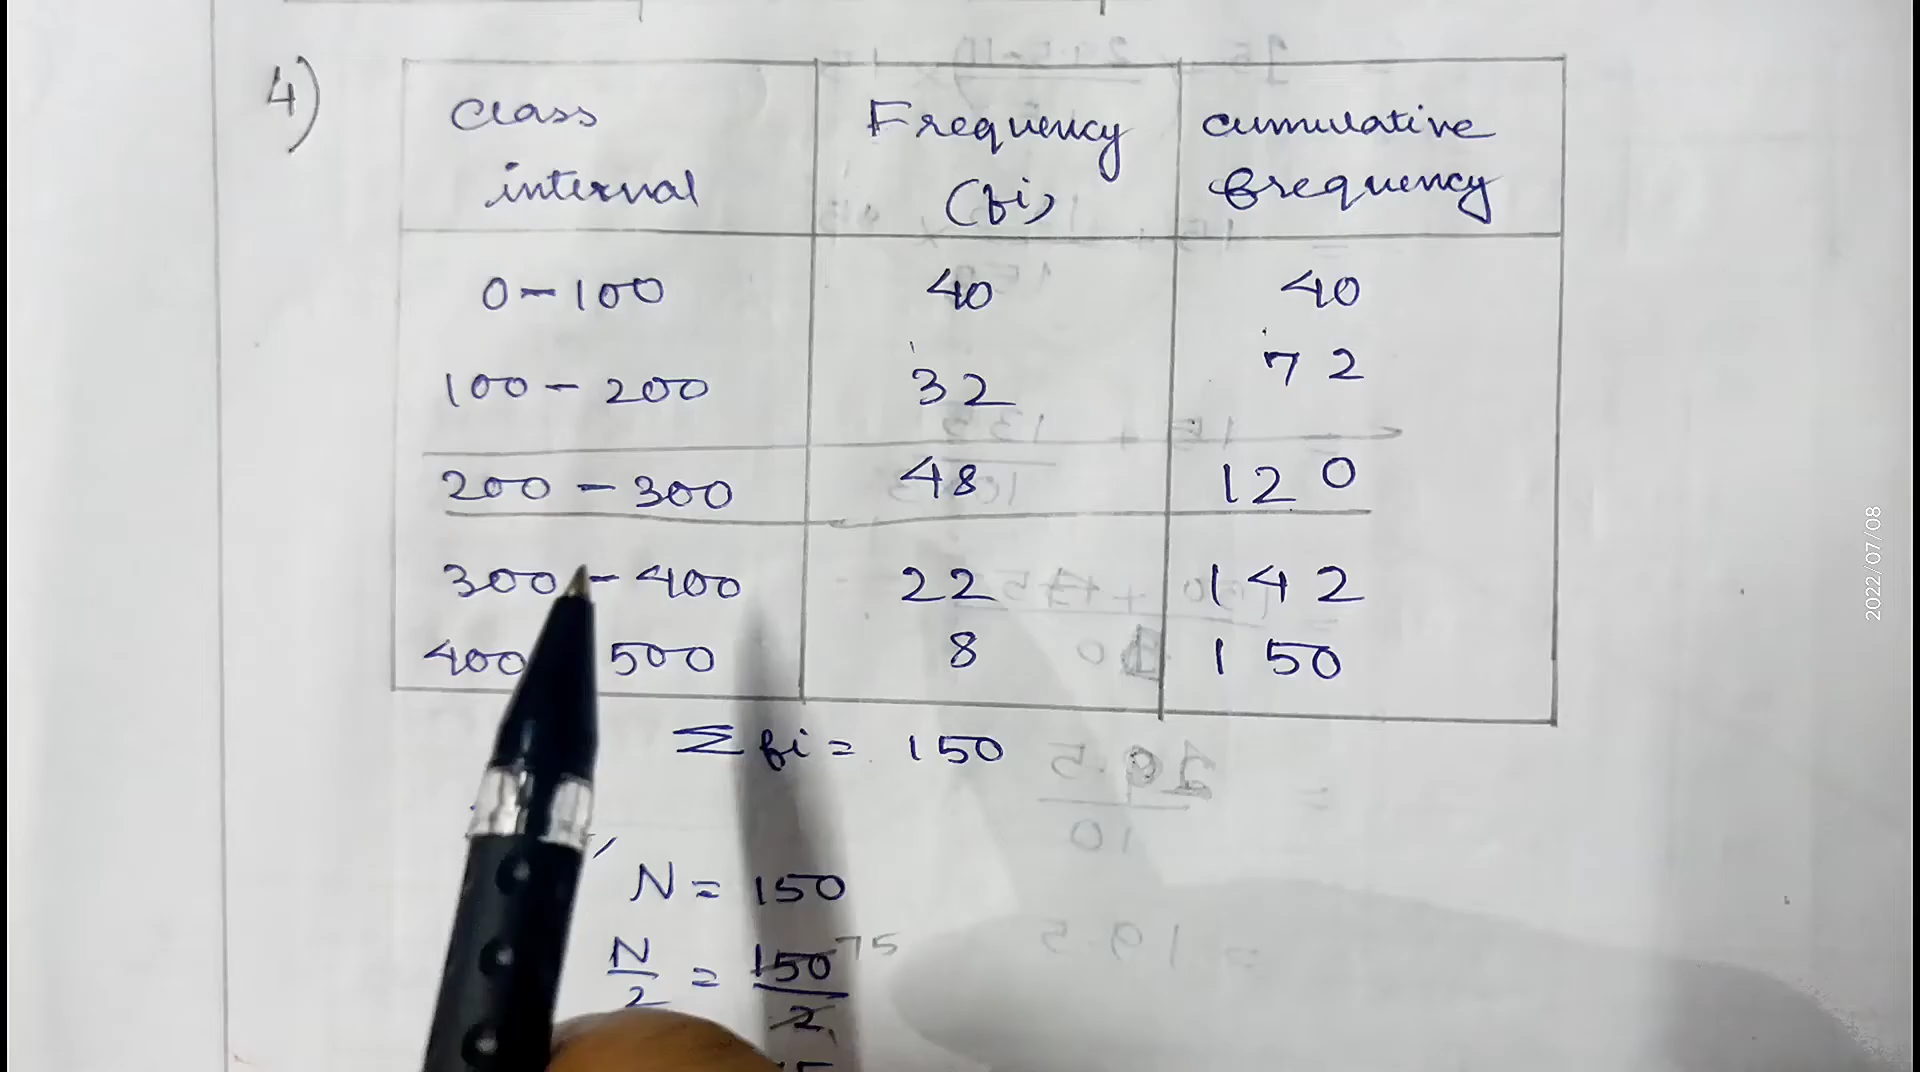 4)
Class interval | Frequency (fi) | cumulative frequency
0-100 | 40 | 40
100-200 | 32 | 72
200-300 | 48 | 120
300-400 | 22 | 142
400 500 | 8 | 150
Σfi = 150
N = 150
N/2 = 150/2 75
2022/07/08